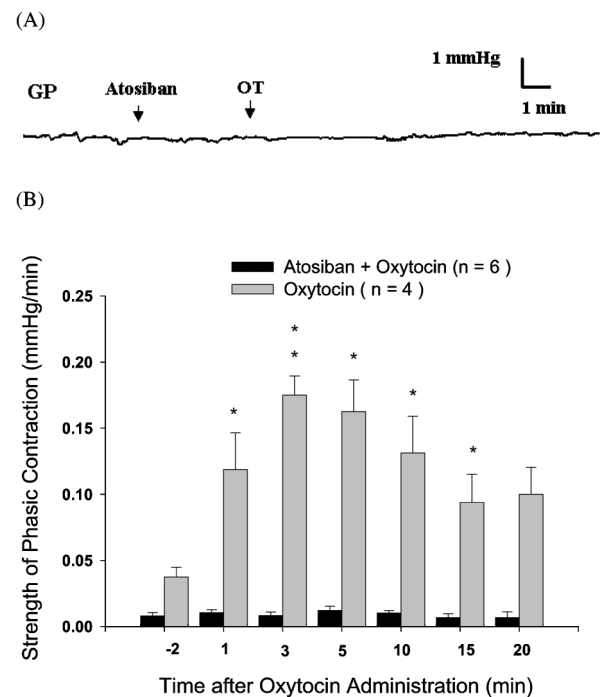 (A)
1 mmHg
GP Atosiban OT
1 min
(B)
Atosiban + Oxytocin (n = 6 )
Oxytocin ( n = 4 )
Strength of Phasic Contraction (mmHg/min)
0.25
0.20
0.15
0.10
0.05
0.00
*
*
*
*
*
*
-2 1 3 5 10 15 20
Time after Oxytocin Administration (min)